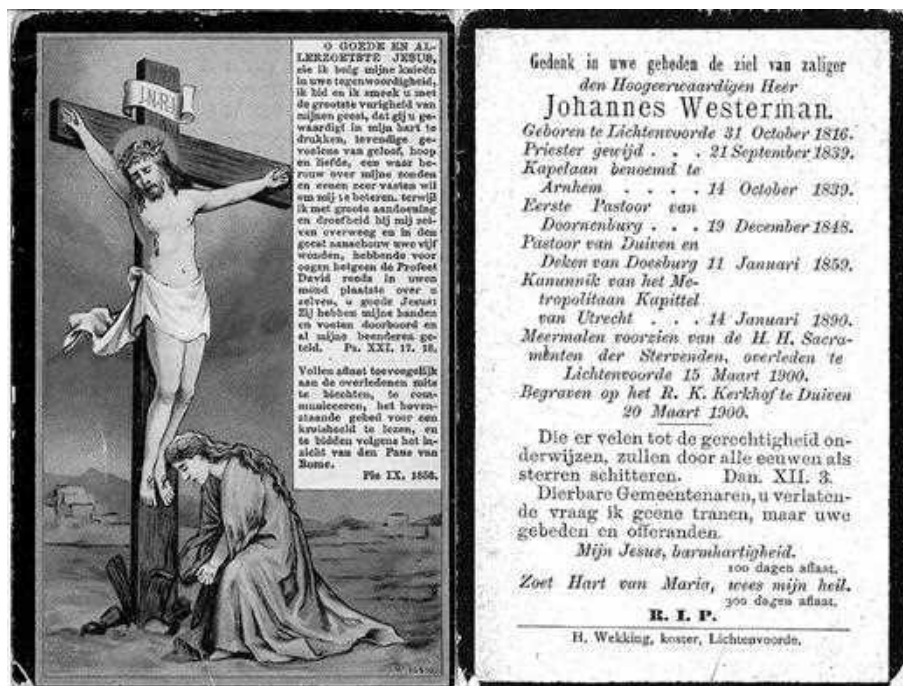 I.N.R.I.
O GOEDE EN AL-
LERZOETSTE JESUS,
zie ik buig mijne knieën
in uwe tegenwoordigheid,
ik bid en ik smeek u met
de grootste vurigheid van
mijnen geest, dat gij u ge-
waardigt in mijn hart te
drukken, levendige ge-
voelens van geloof, hoop
en liefde, een waar be-
rouw over mijne zonden
en eenen zeer vasten wil
om mij te beteren, terwijl
ik met groote aandoening
en droefheid bij mij zel-
ven overweeg en in den
geest aanschouw uwe vijf
wonden, hebbende voor
oogen hetgeen de Profeet
David reeds in uwen
mond plaatste over u
zelven, u goede Jesus:
Zij hebben mijne handen
en voeten doorboord en
al mijne beenderen ge-
teld. Ps. XXI. 17. 18.
Vollen aflaat toevoegelijk
aan de overledenen mits
te biechten, te com-
municeeren, het boven-
staande gebed voor een
kruisbeeld te lezen, en
te bidden volgens het in-
zicht van den Paus van
Rome.
Pie IX. 1858.
Gedenk in uwe gebeden de ziel van zaliger
den Hoogeerwaardigen Heer
Johannes Westerman.
Geboren te Lichtenvoorde 31 October 1816.
Priester gewijd . . . 21 September 1839.
Kapelaan benoemd te
Arnhem . . . . 14 October 1839.
Eerste Pastoor van
Doornenburg . . . 19 December 1848.
Pastoor van Duiven en
Deken van Doesburg 11 Januari 1859.
Kanunnik van het Me-
tropolitaan Kapittel
van Utrecht . . . 14 Januari 1890.
Meermalen voorzien van de H. H. Sacra-
menten der Stervenden, overleden te
Lichtenvoorde 15 Maart 1900.
Begraven op het R. K. Kerkhof te Duiven
20 Maart 1900.
Die er velen tot de gerechtigheid on-
derwijzen, zullen door alle eeuwen als
sterren schitteren. Dan. XII. 3.
Dierbare Gemeentenaren, u verlaten-
de vraag ik geene tranen, maar uwe
gebeden en offeranden.
Mijn Jesus, barmhartigheid.
100 dagen aflaat.
Zoet Hart van Maria, wees mijn heil.
300 dagen aflaat.
R. I. P.
H. Wekking, koster, Lichtenvoorde.